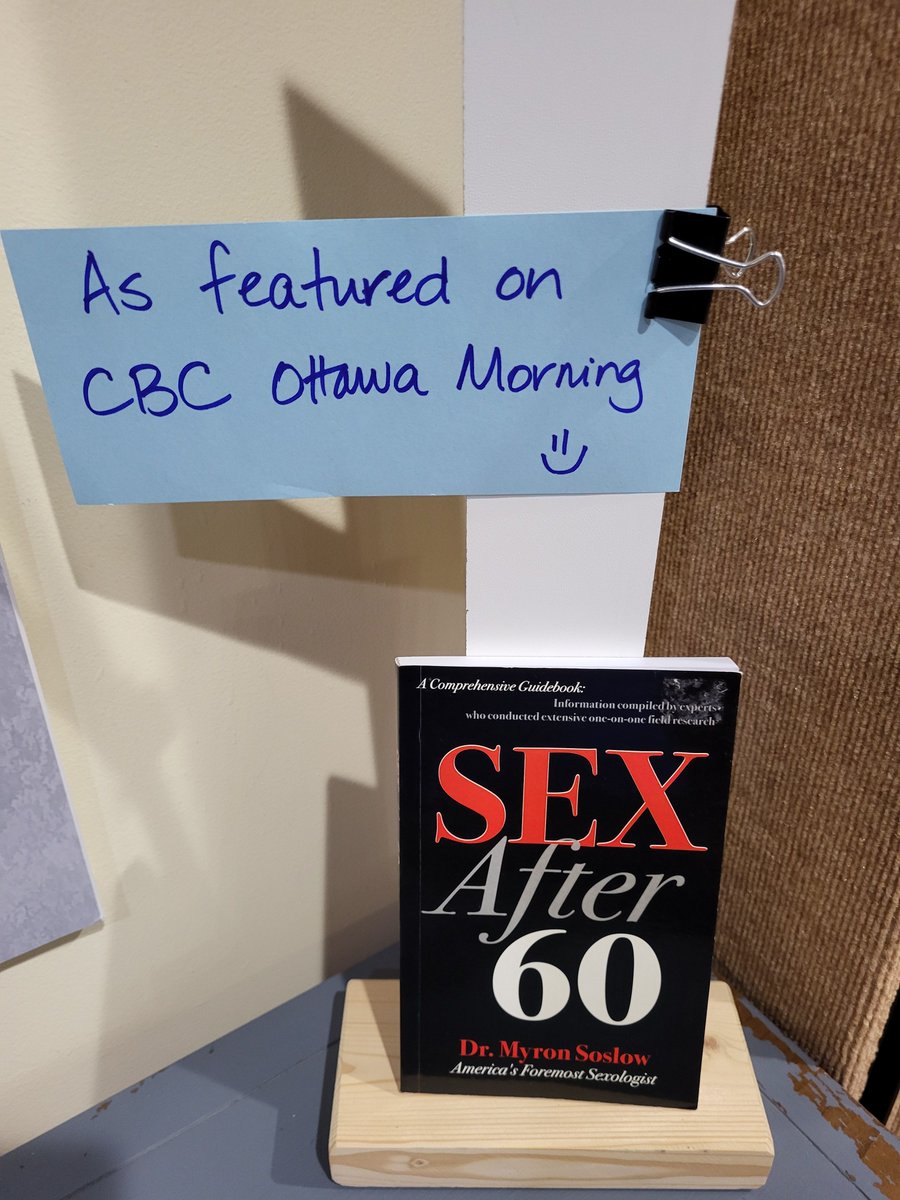 As featured on
CBC Ottawa Morning
A Comprehensive Guidebook:
Information compiled by experts
who conducted extensive one-on-one field research
SEX
After
60
Dr. Myron Soslow
America's Foremost Sexologist